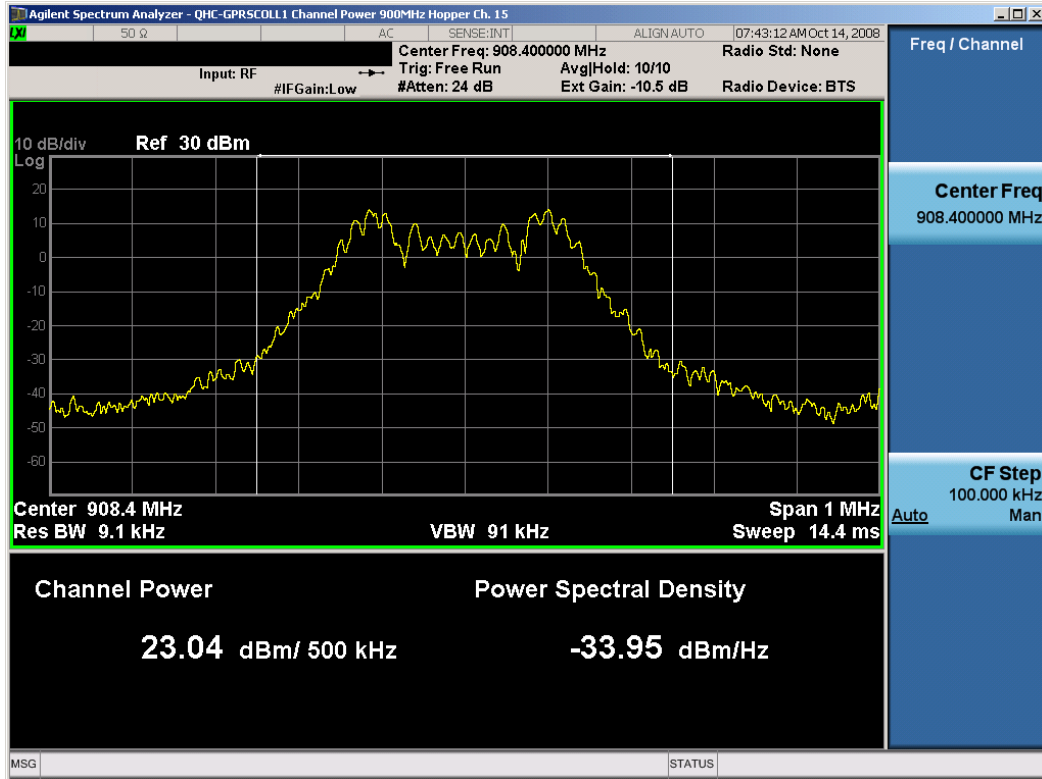 Agilent Spectrum Analyzer - QHC-GPRSCOLL1 Channel Power 900MHz Hopper Ch. 15
LXI 50 Ω AC SENSE:INT ALIGN AUTO 07:43:12 AM Oct 14, 2008
Center Freq: 908.400000 MHz Radio Std: None
Input: RF Trig: Free Run Avg|Hold: 10/10
#IFGain:Low #Atten: 24 dB Ext Gain: -10.5 dB Radio Device: BTS
Freq / Channel
10 dB/div Ref 30 dBm
Log
20
10
0
-10
-20
-30
-40
-50
-60
Center Freq
908.400000 MHz
CF Step
100.000 kHz
Auto Man
Center 908.4 MHz Span 1 MHz
Res BW 9.1 kHz VBW 91 kHz Sweep 14.4 ms
Channel Power Power Spectral Density
23.04 dBm/ 500 kHz -33.95 dBm/Hz
MSG STATUS